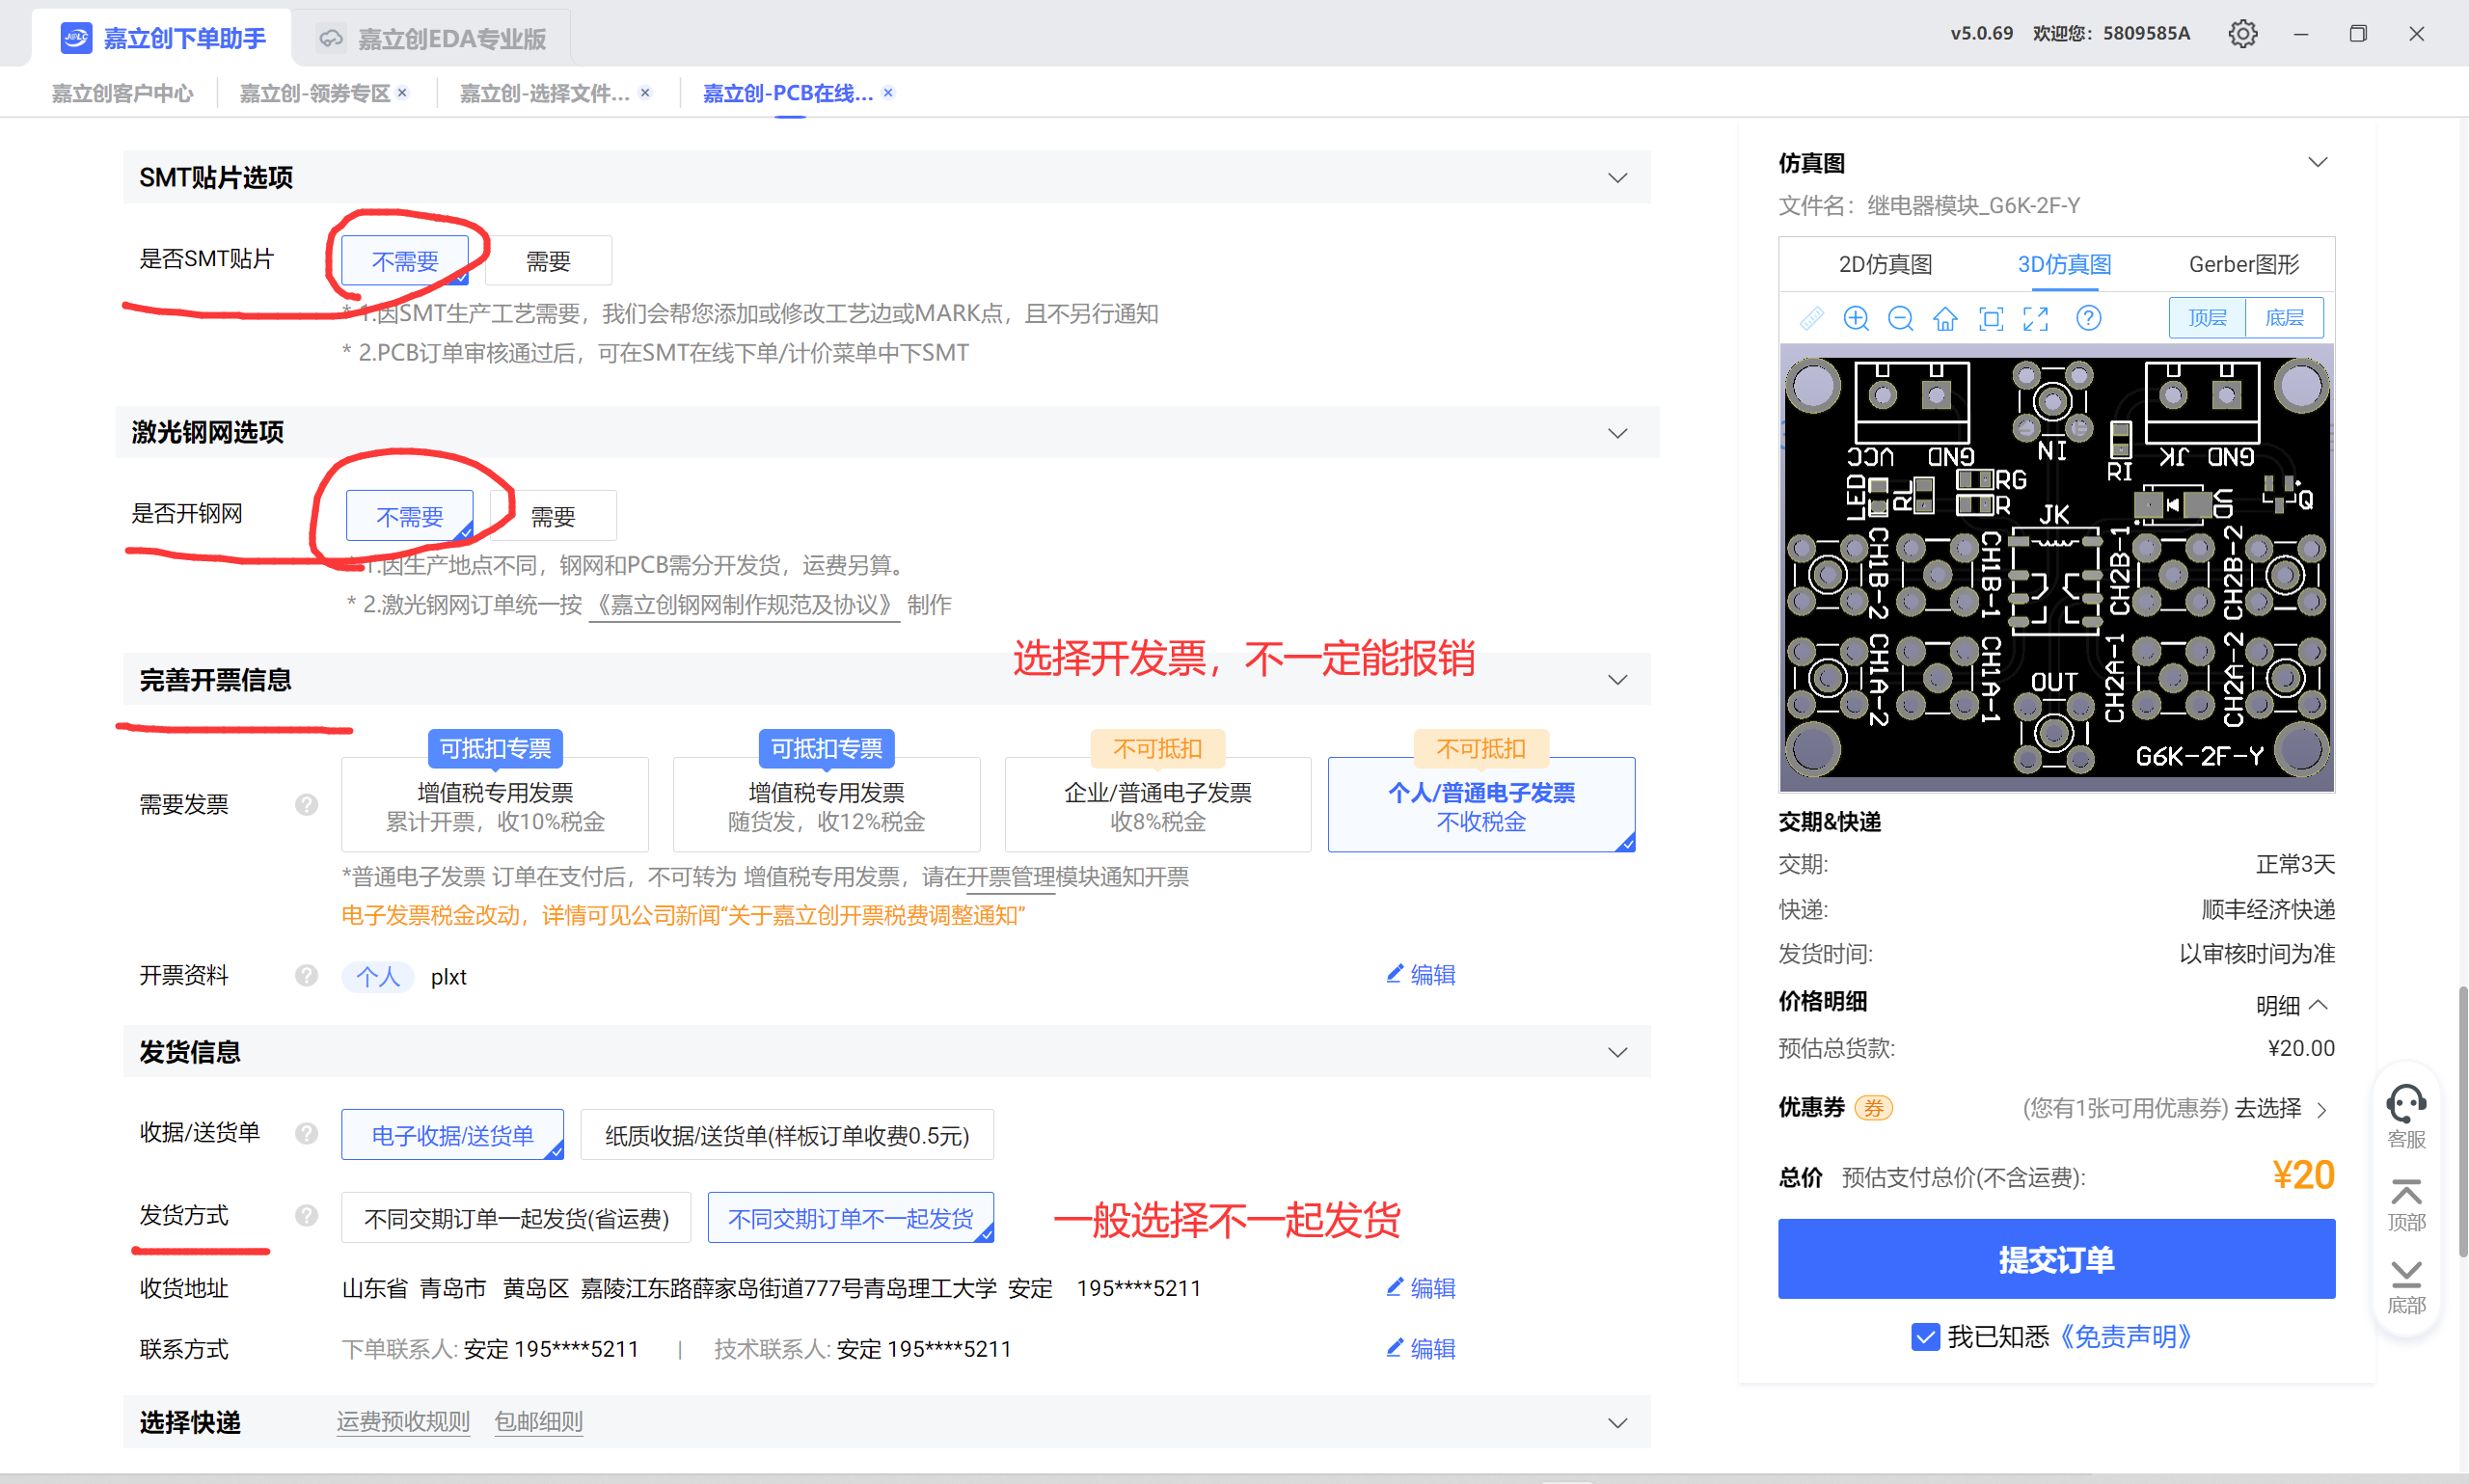 嘉立创下单助手
嘉立创EDA专业版
v5.0.69 欢迎您: 5809585A
嘉立创客户中心
嘉立创-领券专区
嘉立创-选择文件...
嘉立创-PCB在线...
SMT贴片选项
是否SMT贴片
不需要
需要
* 1.因SMT生产工艺需要，我们会帮您添加或修改工艺边或MARK点，且不另行通知
* 2.PCB订单审核通过后，可在SMT在线下单/计价菜单中下SMT
激光钢网选项
是否开钢网
不需要
需要
* 1.因生产地点不同，钢网和PCB需分开发货，运费另算。
* 2.激光钢网订单统一按 《嘉立创钢网制作规范及协议》 制作
选择开发票，不一定能报销
完善开票信息
需要发票
可抵扣专票
增值税专用发票
累计开票，收10%税金
可抵扣专票
增值税专用发票
随货发，收12%税金
不可抵扣
企业/普通电子发票
收8%税金
不可抵扣
个人/普通电子发票
不收税金
*普通电子发票 订单在支付后，不可转为 增值税专用发票，请在开票管理模块通知开票
电子发票税金改动，详情可见公司新闻“关于嘉立创开票税费调整通知”
开票资料
个人 plxt
编辑
发货信息
收据/送货单
电子收据/送货单
纸质收据/送货单(样板订单收费0.5元)
发货方式
不同交期订单一起发货(省运费)
不同交期订单不一起发货
一般选择不一起发货
收货地址
山东省 青岛市 黄岛区 嘉陵江东路薛家岛街道777号青岛理工大学 安定 195****5211
编辑
联系方式
下单联系人: 安定 195****5211 | 技术联系人: 安定 195****5211
编辑
选择快递
运费预收规则
包邮细则
仿真图
文件名: 继电器模块_G6K-2F-Y
2D仿真图
3D仿真图
Gerber图形
顶层
底层
VCC GND
IN
RI
JK GND
LED
RL
RG
R
JK
VD
Q
CH1B-2
CH1B-1
CH2B-1
CH2B-2
CH1A-2
CH1A-1
OUT
CH2A-1
CH2A-2
G6K-2F-Y
交期&快递
交期: 正常3天
快递: 顺丰经济快递
发货时间: 以审核时间为准
价格明细 明细
预估总货款: ¥20.00
优惠券 券 (您有1张可用优惠券) 去选择
总价 预估支付总价(不含运费): ¥20
提交订单
我已知悉《免责声明》
客服
顶部
底部